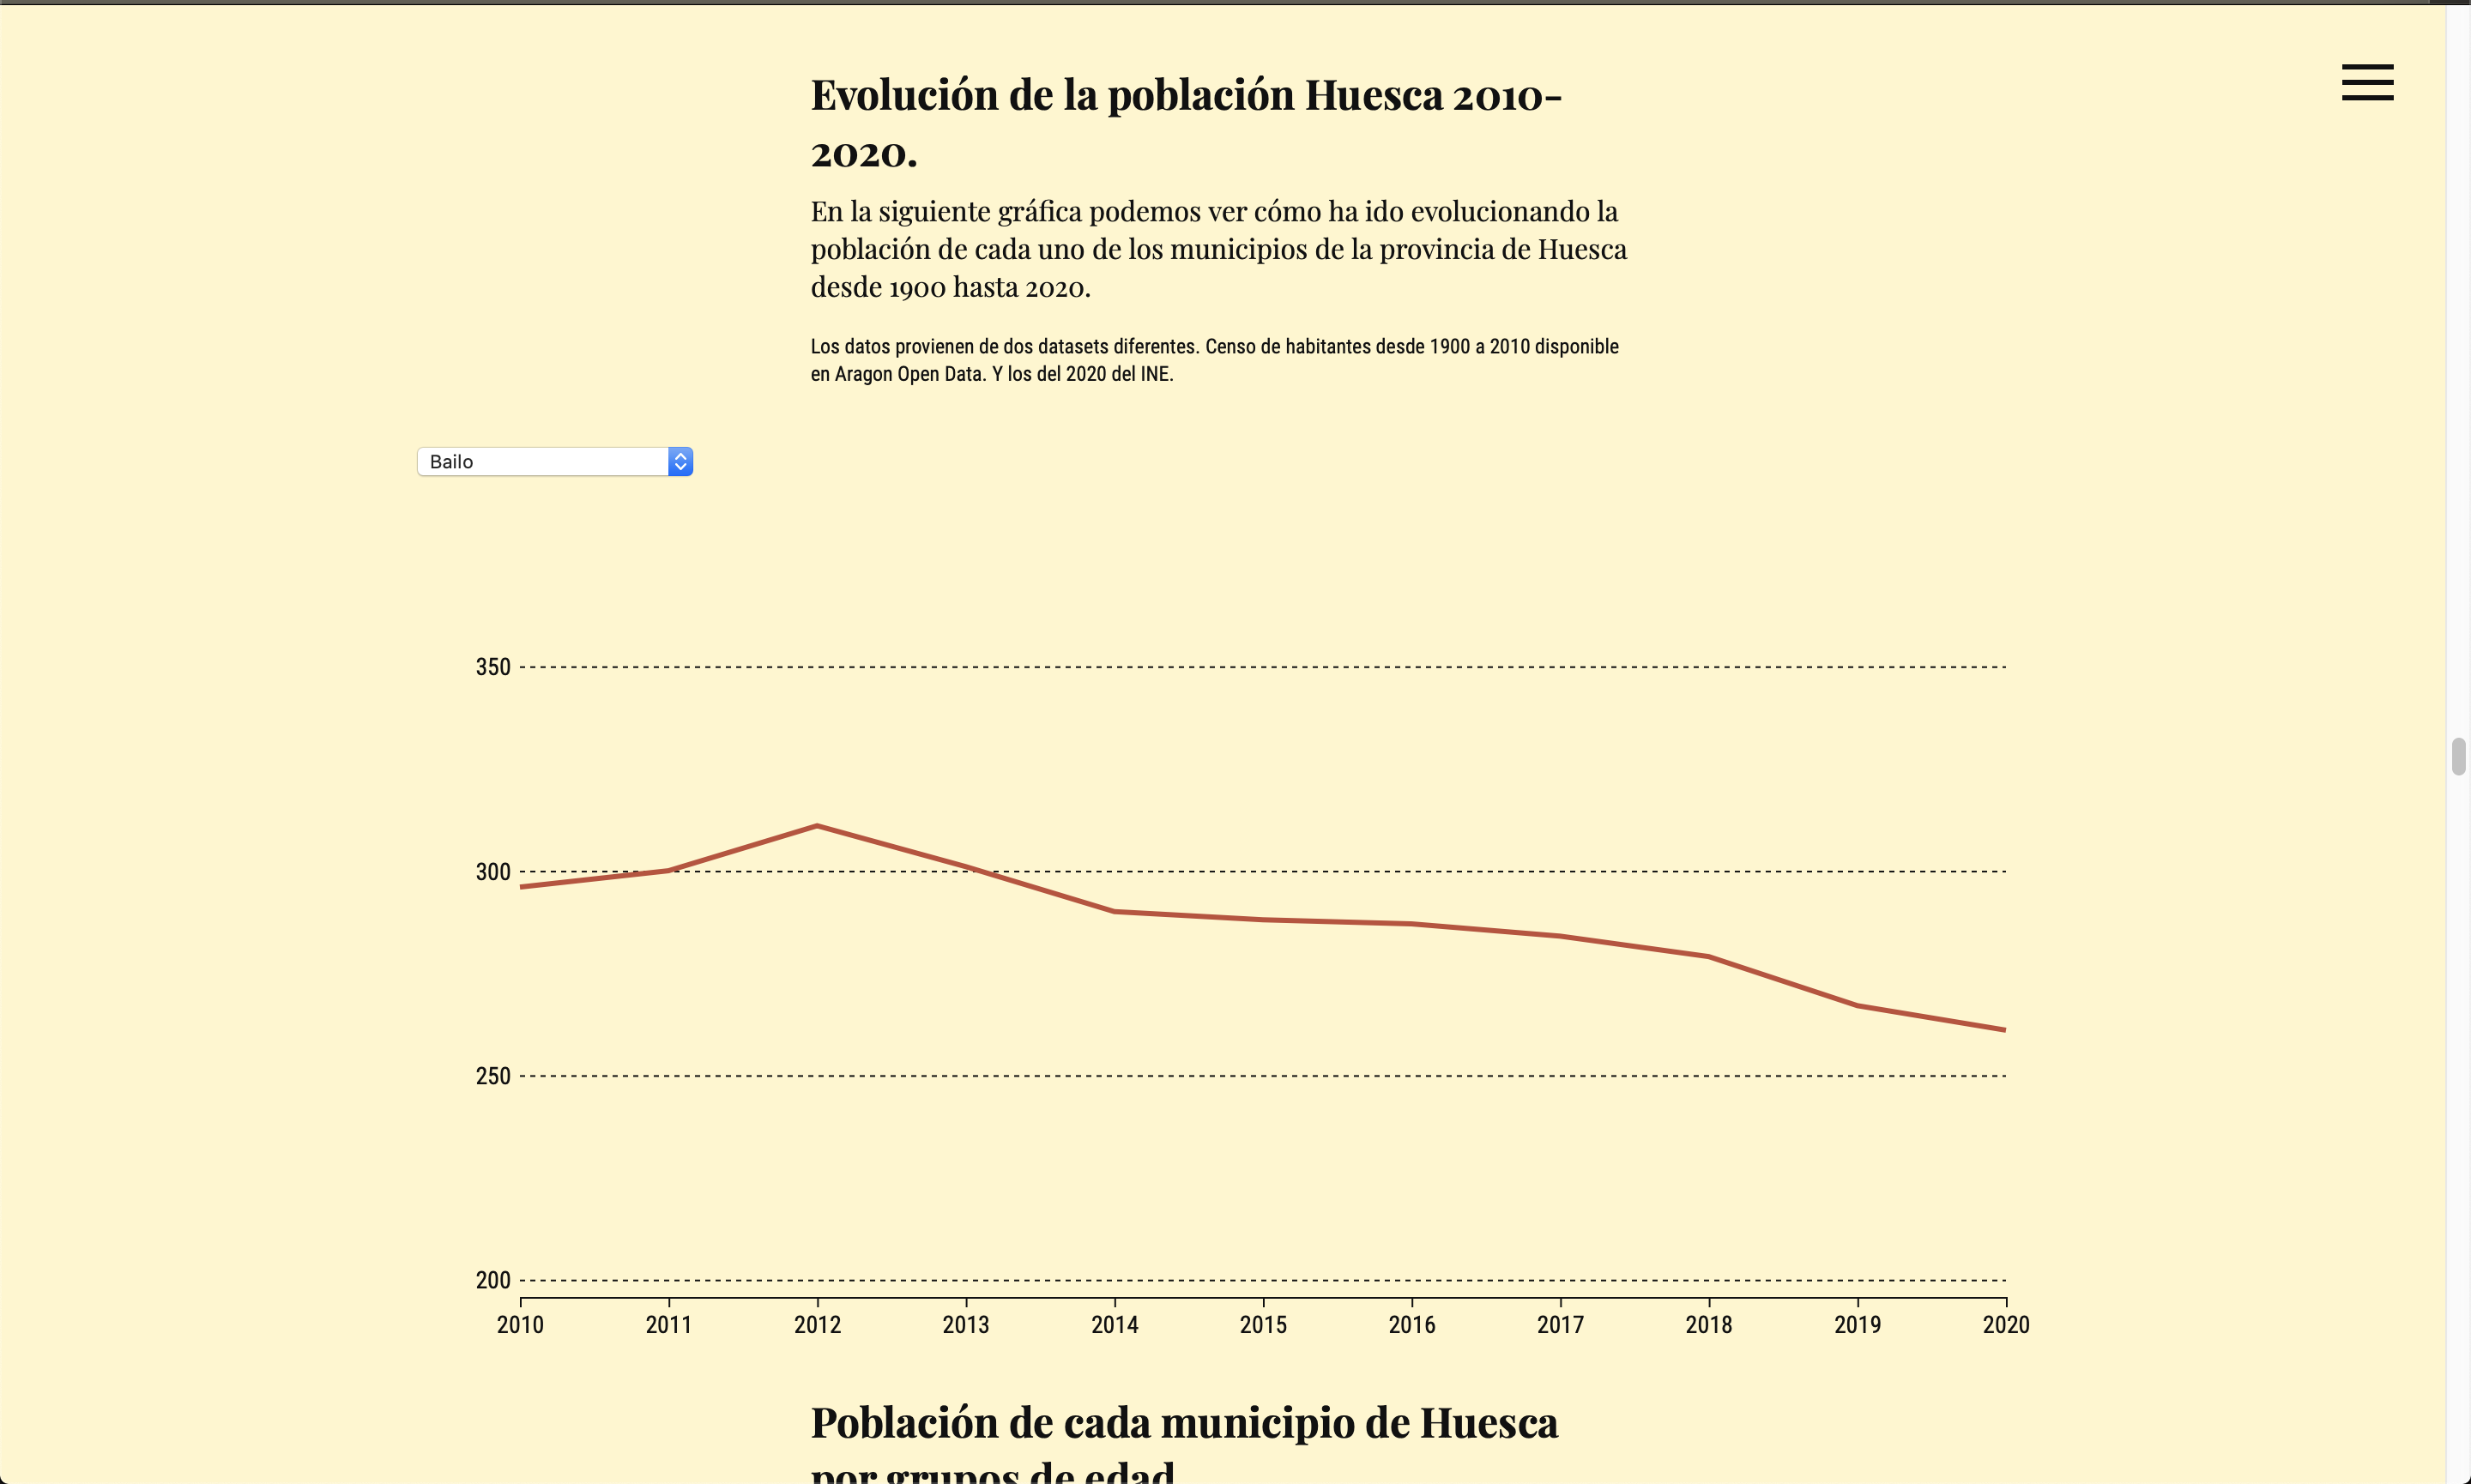 Evolución de la población Huesca 2010-
2020.
En la siguiente gráfica podemos ver cómo ha ido evolucionando la
población de cada uno de los municipios de la provincia de Huesca
desde 1900 hasta 2020.
Los datos provienen de dos datasets diferentes. Censo de habitantes desde 1900 a 2010 disponible
en Aragon Open Data. Y los del 2020 del INE.
Bailo
350
300
250
200
2010 2011 2012 2013 2014 2015 2016 2017 2018 2019 2020
Población de cada municipio de Huesca
por grupos de edad